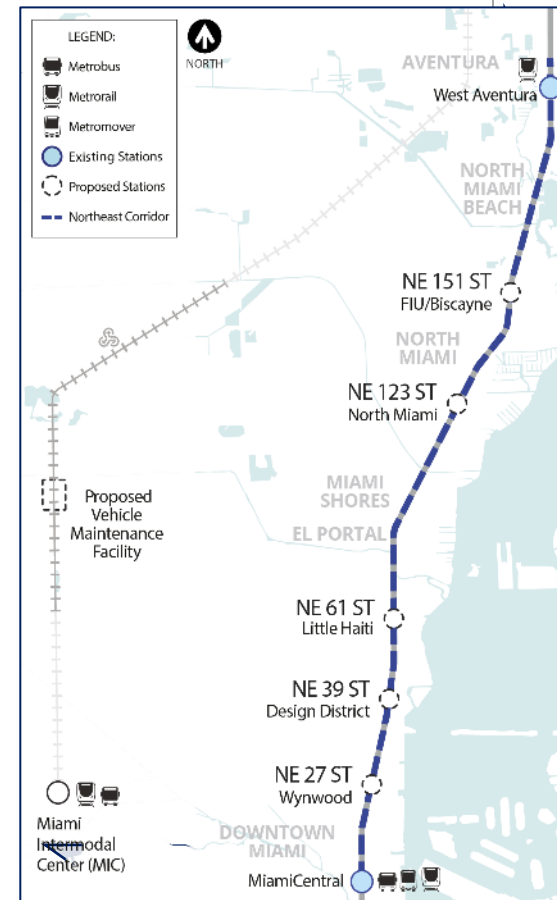 LEGEND:
Metrobus
Metrorail
Metromover
Existing Stations
Proposed Stations
Northeast Corridor
NORTH
AVENTURA
West Aventura
NORTH
MIAMI
BEACH
NE 151 ST
FIU/Biscayne
NORTH
MIAMI
NE 123 ST
North Miami
MIAMI
SHORES
EL PORTAL
Proposed
Vehicle
Maintenance
Facility
NE 61 ST
Little Haiti
NE 39 ST
Design District
NE 27 ST
Wynwood
DOWNTOWN
MIAMI
Miami
Intermodal
Center (MIC)
MiamiCentral